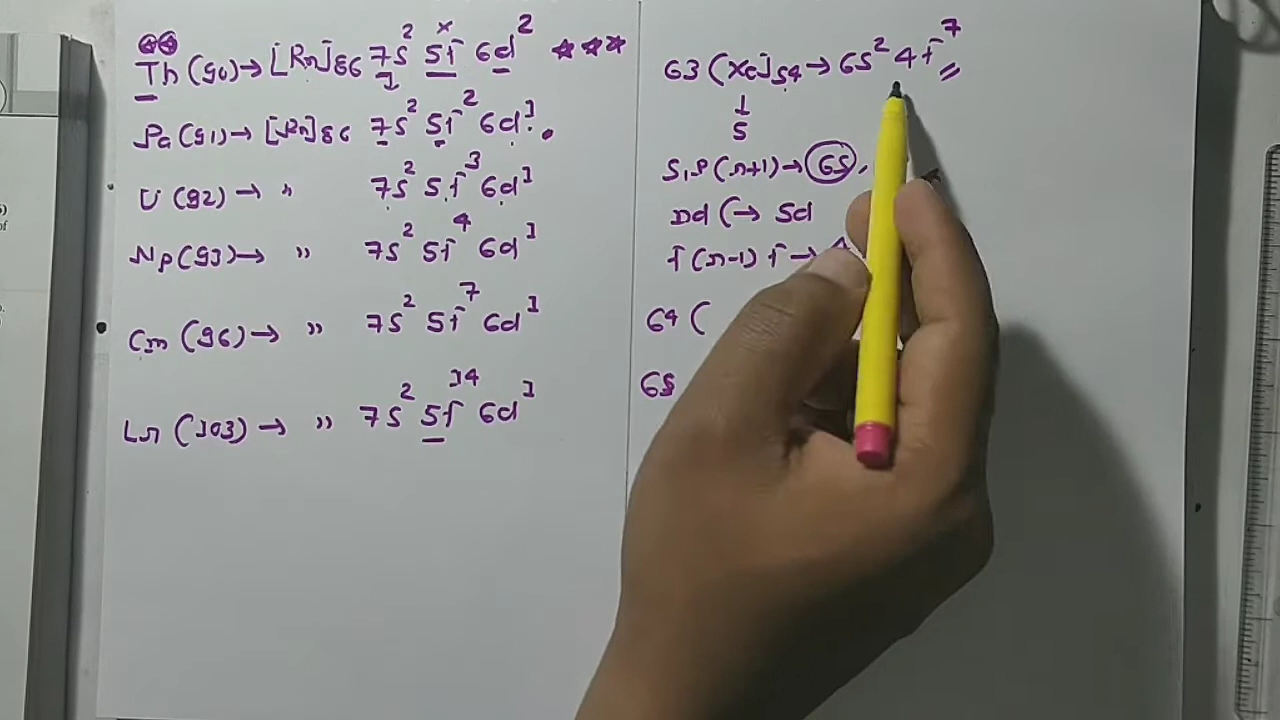 Th (90) → [Rn]86 7s² 5f 6d² ***
Pa (91) → [Rn]86 7s² 5f² 6d¹.
U (92) → " 7s² 5f³ 6d¹
Np (93) → " 7s² 5f⁴ 6d¹
Cm (96) → " 7s² 5f⁷ 6d¹
Lr (103) → " 7s² 5f¹⁴ 6d¹
63 (Xe]54 → 6s² 4f⁷
↓
5
s,p (n+1) → 6s,
d (→ 5d
f (n-1) f →
64 (
65